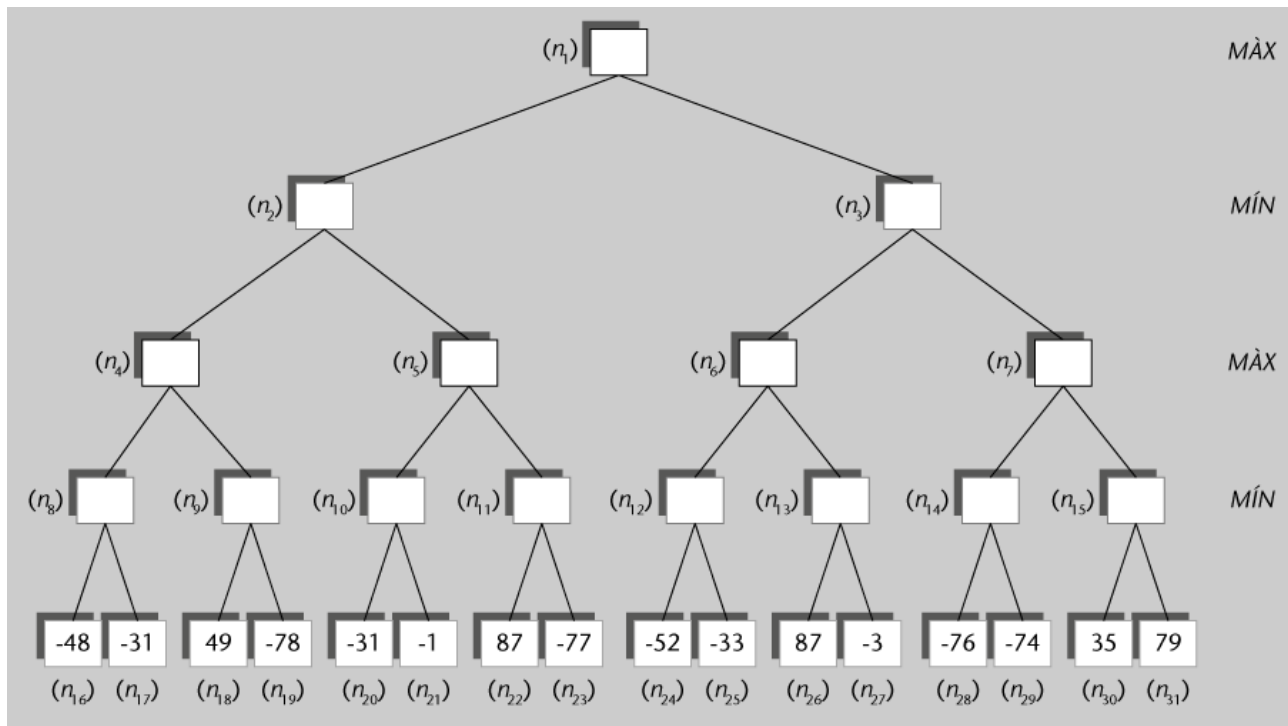 (n₁) MÀX
(n₂) (n₃) MÍN
(n₄) (n₅) (n₆) (n₇) MÀX
(n₈) (n₉) (n₁₀) (n₁₁) (n₁₂) (n₁₃) (n₁₄) (n₁₅) MÍN
-48 -31 49 -78 -31 -1 87 -77 -52 -33 87 -3 -76 -74 35 79
(n₁₆) (n₁₇) (n₁₈) (n₁₉) (n₂₀) (n₂₁) (n₂₂) (n₂₃) (n₂₄) (n₂₅) (n₂₆) (n₂₇) (n₂₈) (n₂₉) (n₃₀) (n₃₁)